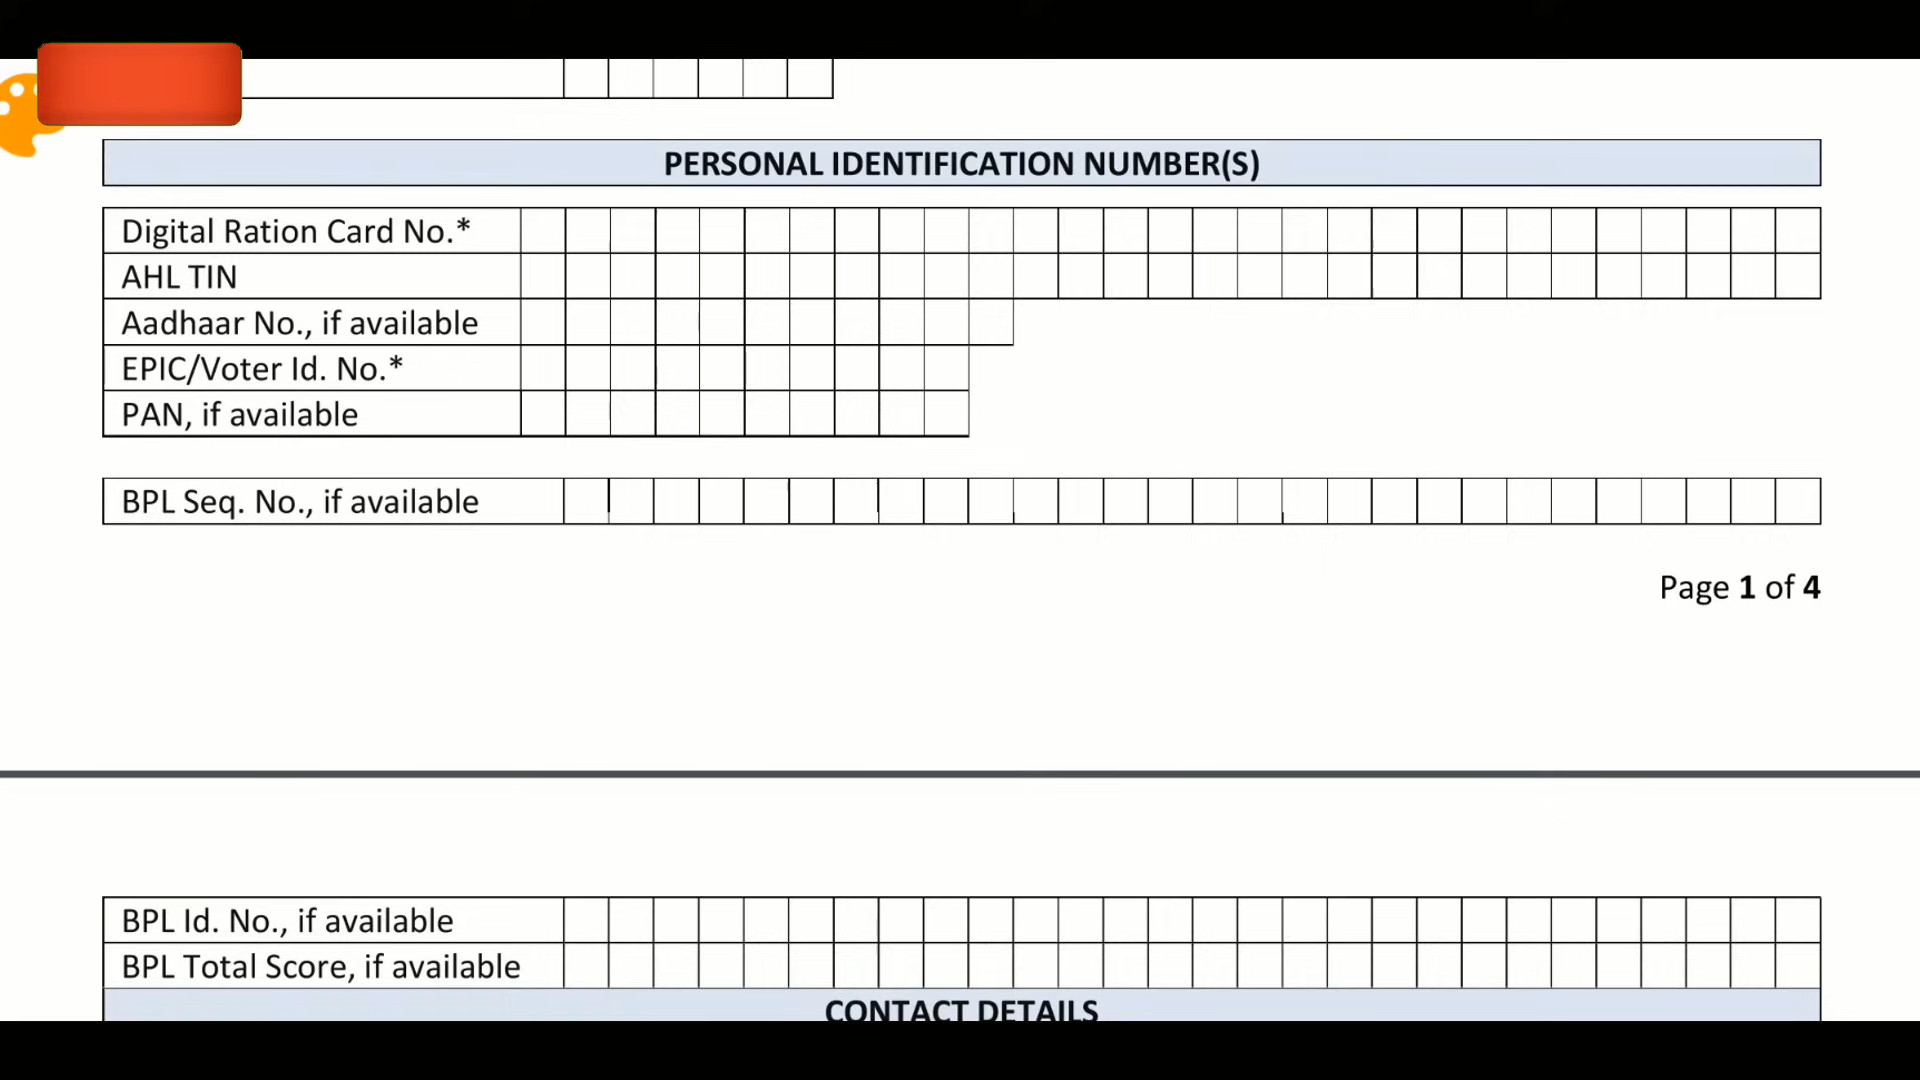 PERSONAL IDENTIFICATION NUMBER(S)
Digital Ration Card No.*
AHL TIN
Aadhaar No., if available
EPIC/Voter Id. No.*
PAN, if available
BPL Seq. No., if available
Page 1 of 4
BPL Id. No., if available
BPL Total Score, if available
CONTACT DETAILS